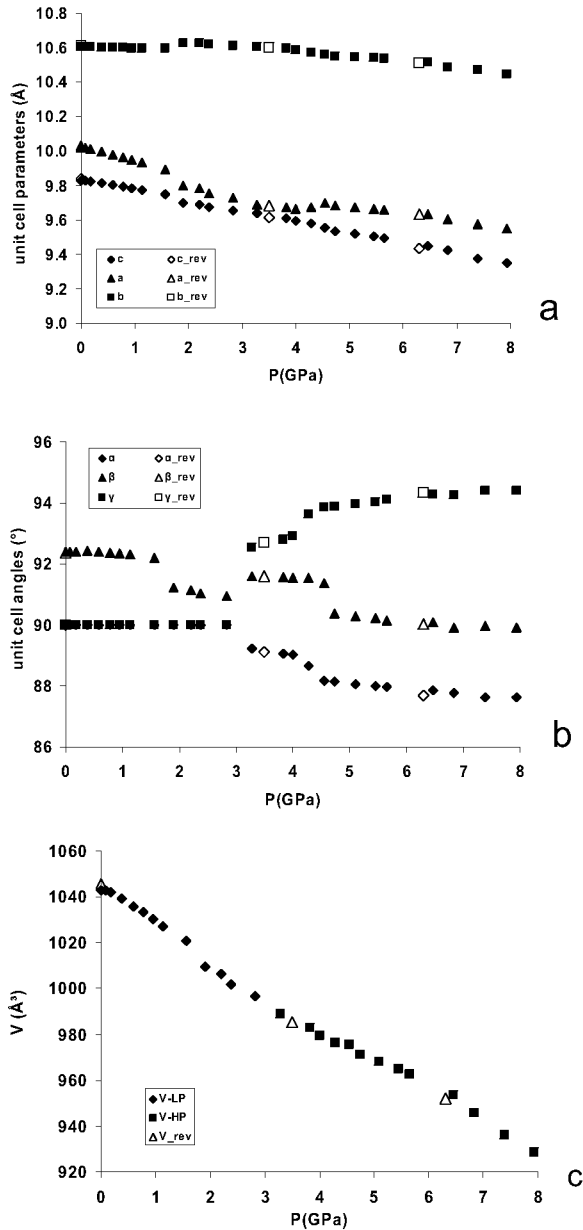 10.8
10.6
10.4
10.2
10.0
9.8
9.6
9.4
9.2
9.0
unit cell parameters (Å)
c c_rev
a a_rev
b b_rev
0 1 2 3 4 5 6 7 8
P(GPa)
a
96
94
92
90
88
86
unit cell angles (°)
α α_rev
β β_rev
γ γ_rev
0 1 2 3 4 5 6 7 8
P(GPa)
b
1060
1040
1020
1000
980
960
940
920
V (Å³)
V-LP
V-HP
V_rev
0 1 2 3 4 5 6 7 8
P(GPa)
c